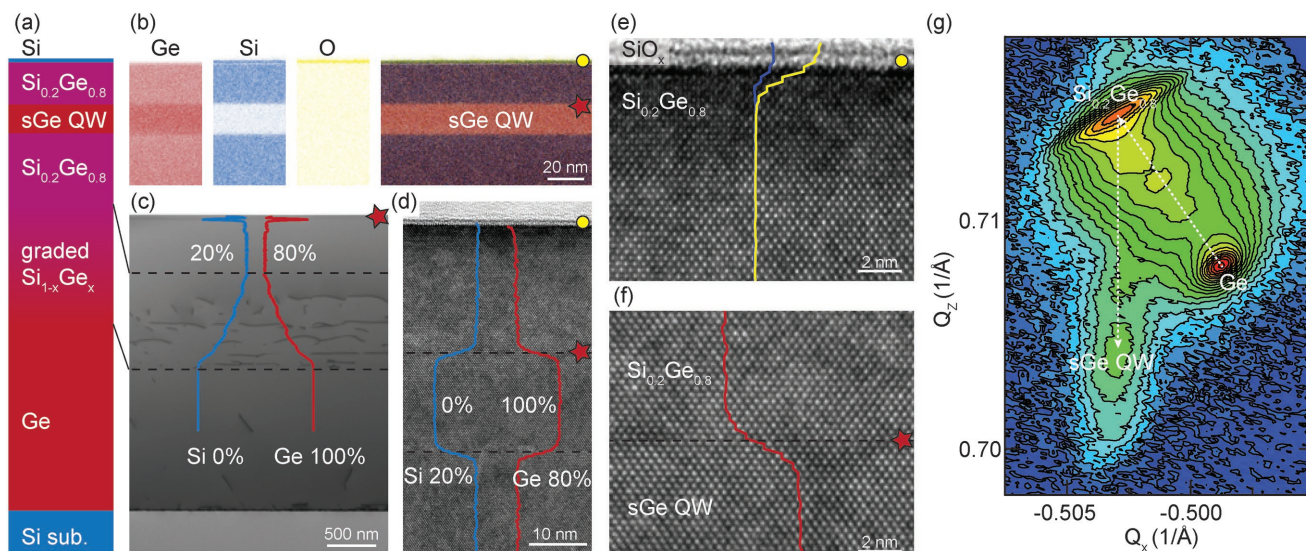 (a)
Si
Si0.2Ge0.8
sGe QW
Si0.2Ge0.8
graded
Si1-xGex
Ge
Si sub.
(b)
Ge
Si
O
sGe QW
20 nm
(c)
20%
80%
Si 0%
Ge 100%
500 nm
(d)
0%
100%
Si 20%
Ge 80%
10 nm
(e)
SiOx
Si0.2Ge0.8
2 nm
(f)
Si0.2Ge0.8
sGe QW
2 nm
(g)
Si0.2Ge0.8
Ge
sGe QW
0.71
0.70
QZ (1/Å)
-0.505
-0.500
Qx (1/Å)